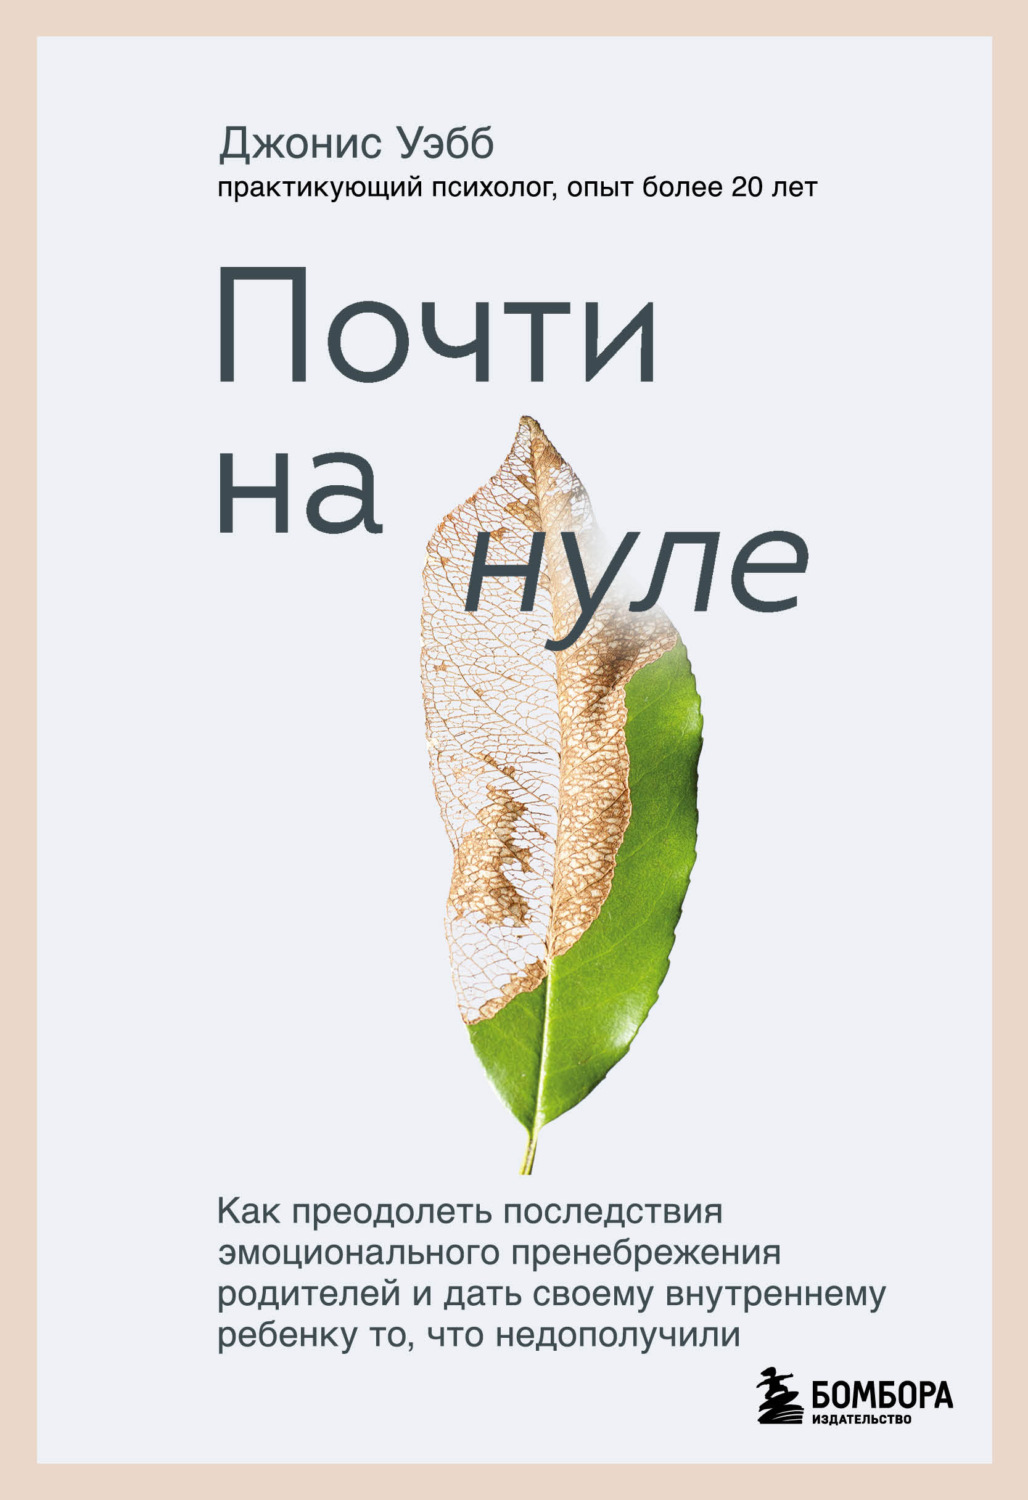 Джонис Уэбб
практикующий психолог, опыт более 20 лет
Почти
на
нуле
Как преодолеть последствия
эмоционального пренебрежения
родителей и дать своему внутреннему
ребенку то, что недополучили
БОМБОРА
ИЗДАТЕЛЬСТВО